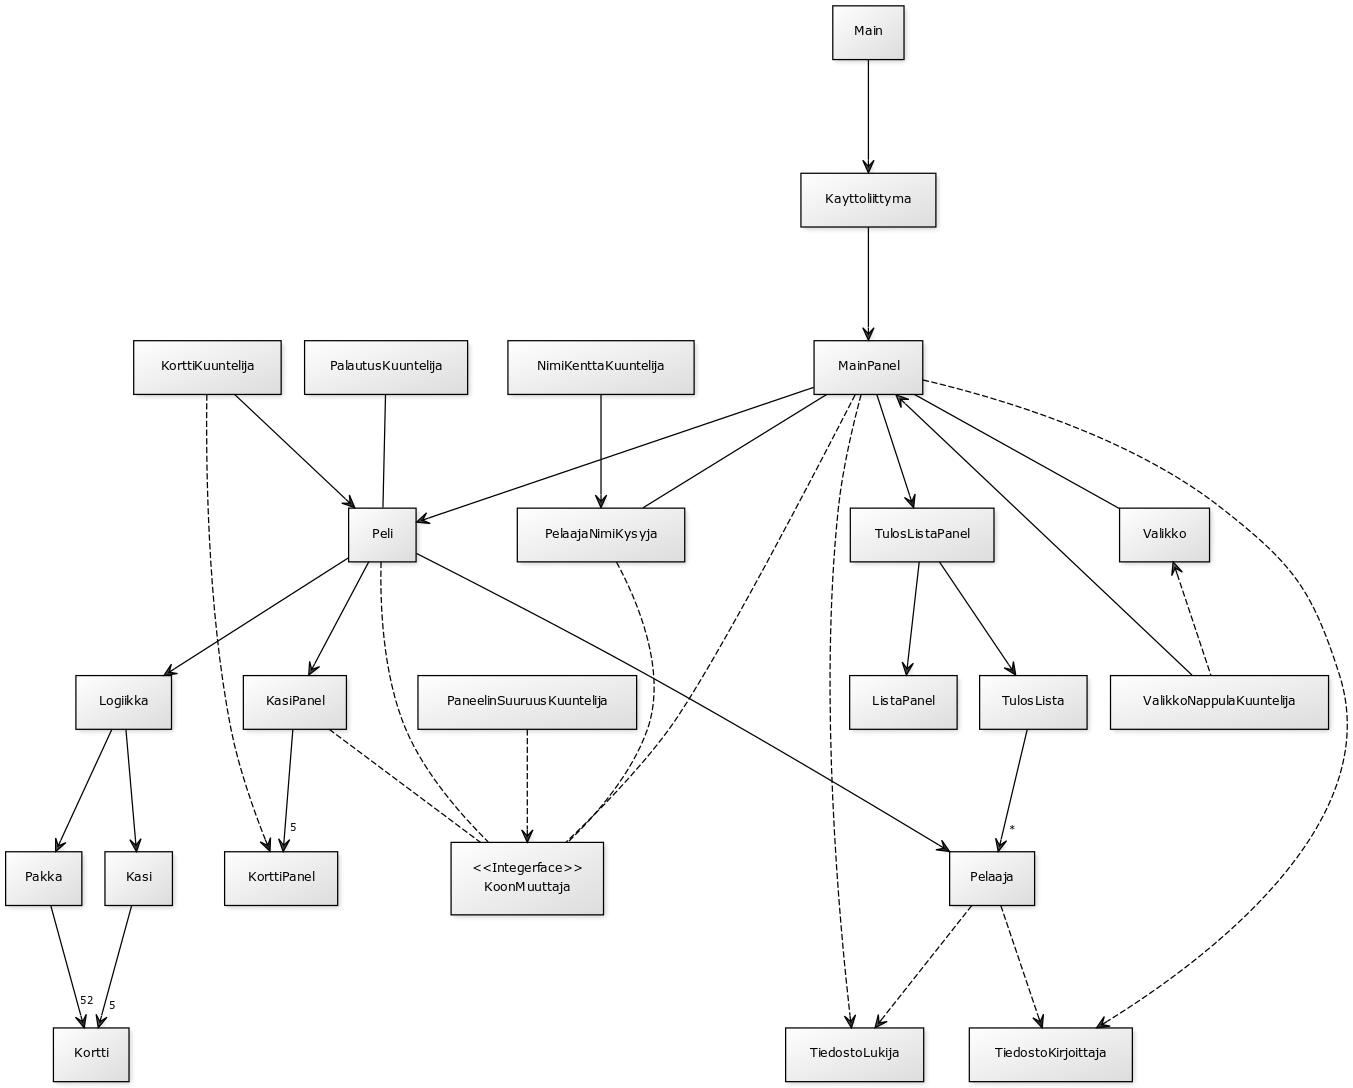 Main
Kayttoliittyma
KorttiKuuntelija
PalautusKuuntelija
NimiKenttaKuuntelija
MainPanel
Peli
PelaajaNimiKysyja
TulosListaPanel
Valikko
Logiikka
KasiPanel
PaneelinSuuruusKuuntelija
ListaPanel
TulosLista
ValikkoNappulaKuuntelija
5
*
Pakka
Kasi
KorttiPanel
<<Integerface>>
KoonMuuttaja
Pelaaja
52
5
Kortti
TiedostoLukija
TiedostoKirjoittaja